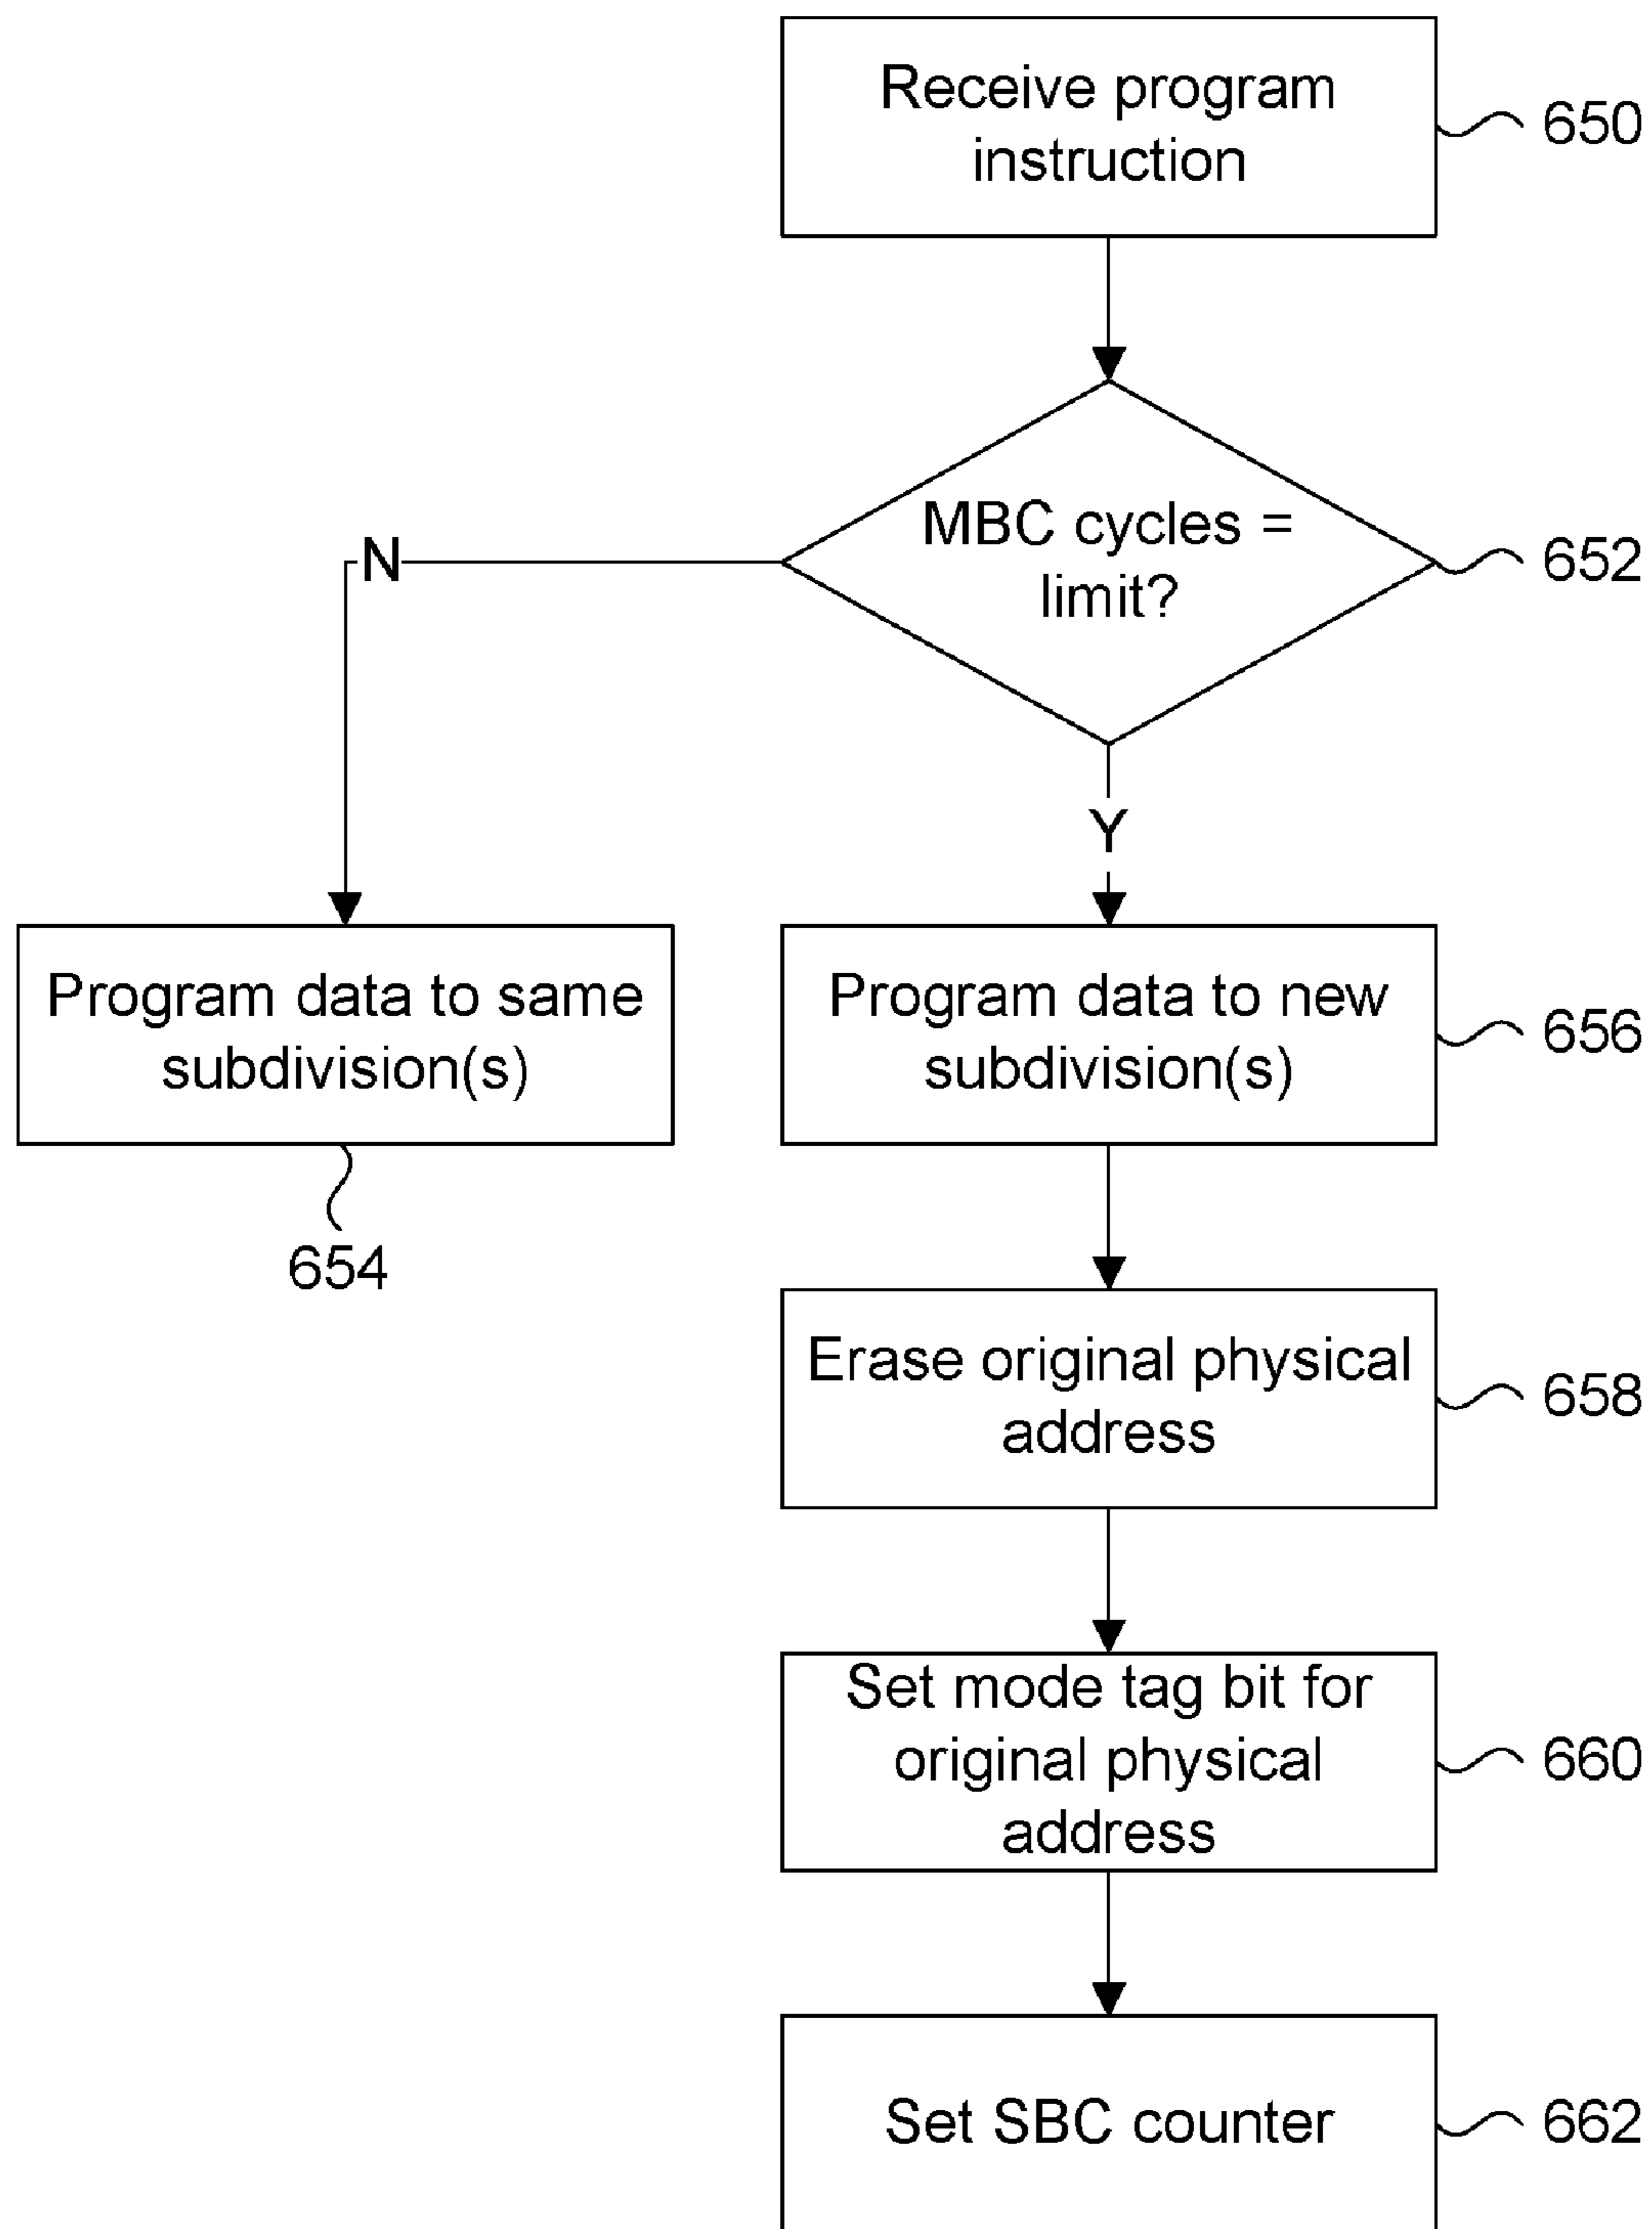 Receive program
instruction
650
MBC cycles =
limit?
652
N
Y
Program data to same
subdivision(s)
654
Program data to new
subdivision(s)
656
Erase original physical
address
658
Set mode tag bit for
original physical
address
660
Set SBC counter
662